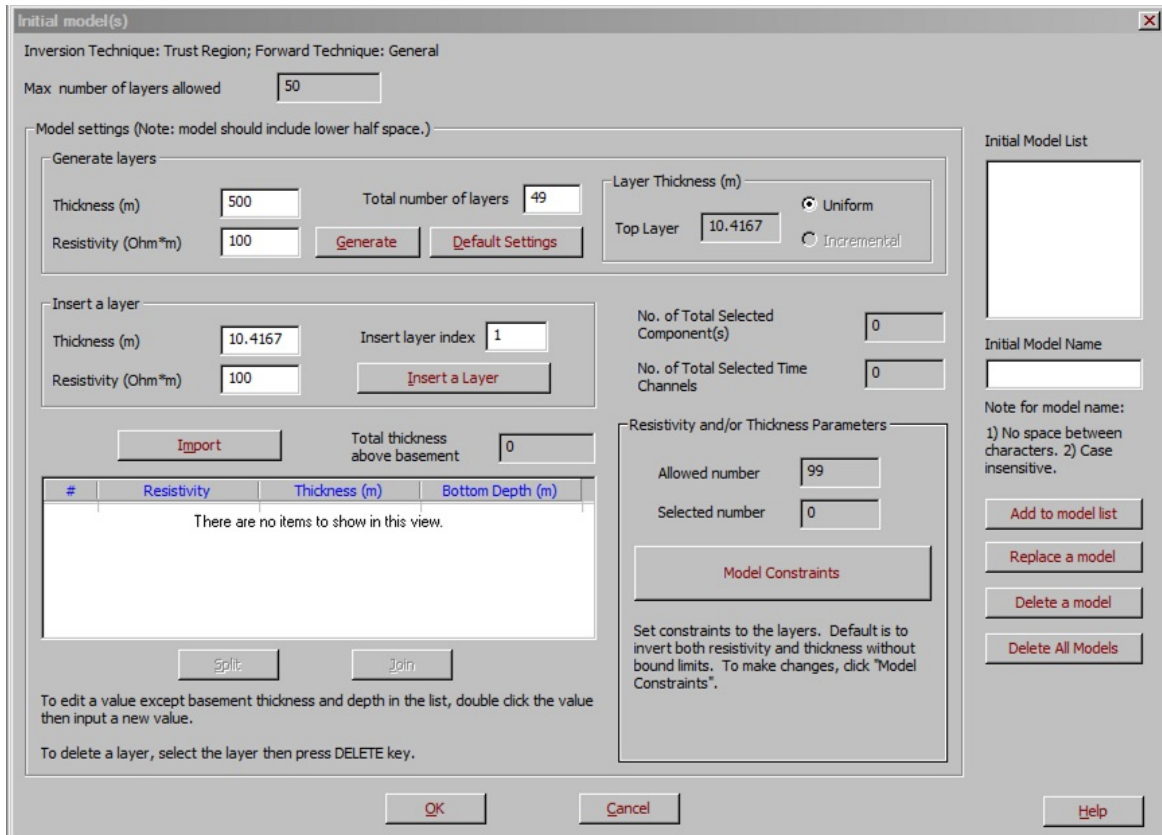 Initial model(s)
Inversion Technique: Trust Region; Forward Technique: General
Max number of layers allowed 50
Model settings (Note: model should include lower half space.)
Generate layers
Thickness (m) 500 Total number of layers 49
Resistivity (Ohm*m) 100 Generate Default Settings
Layer Thickness (m)
Top Layer 10.4167
Uniform
Incremental
Insert a layer
Thickness (m) 10.4167 Insert layer index 1
Resistivity (Ohm*m) 100 Insert a Layer
No. of Total Selected
Component(s) 0
No. of Total Selected Time
Channels 0
Import
Total thickness
above basement 0
# Resistivity Thickness (m) Bottom Depth (m)
There are no items to show in this view.
Split Join
To edit a value except basement thickness and depth in the list, double click the value
then input a new value.
To delete a layer, select the layer then press DELETE key.
Resistivity and/or Thickness Parameters
Allowed number 99
Selected number 0
Model Constraints
Set constraints to the layers. Default is to
invert both resistivity and thickness without
bound limits. To make changes, click "Model
Constraints".
Initial Model List
Initial Model Name
Note for model name:
1) No space between
characters. 2) Case
insensitive.
Add to model list
Replace a model
Delete a model
Delete All Models
OK Cancel Help